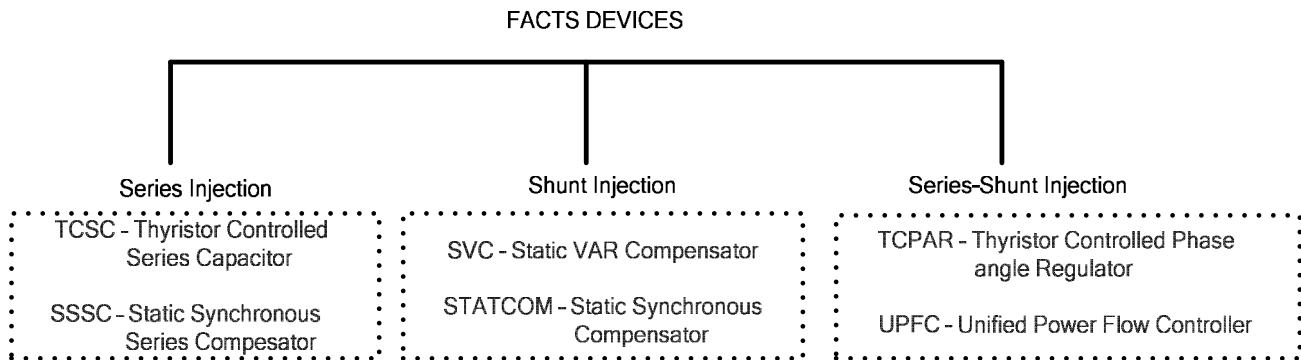 FACTS DEVICES
Series Injection
TCSC - Thyristor Controlled
Series Capacitor
SSSC - Static Synchronous
Series Compesator
Shunt Injection
SVC - Static VAR Compensator
STATCOM - Static Synchronous
Compensator
Series-Shunt Injection
TCPAR - Thyristor Controlled Phase
angle Regulator
UPFC - Unified Power Flow Controller